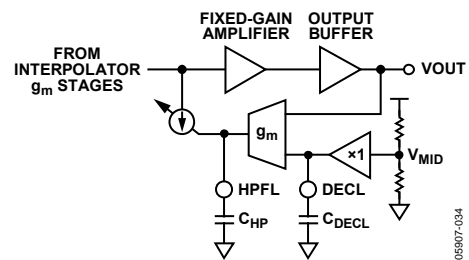 FIXED-GAIN
AMPLIFIER
OUTPUT
BUFFER
FROM
INTERPOLATOR
gm STAGES
VOUT
gm
×1
VMID
HPFL
DECL
CHP
CDECL
05907-034